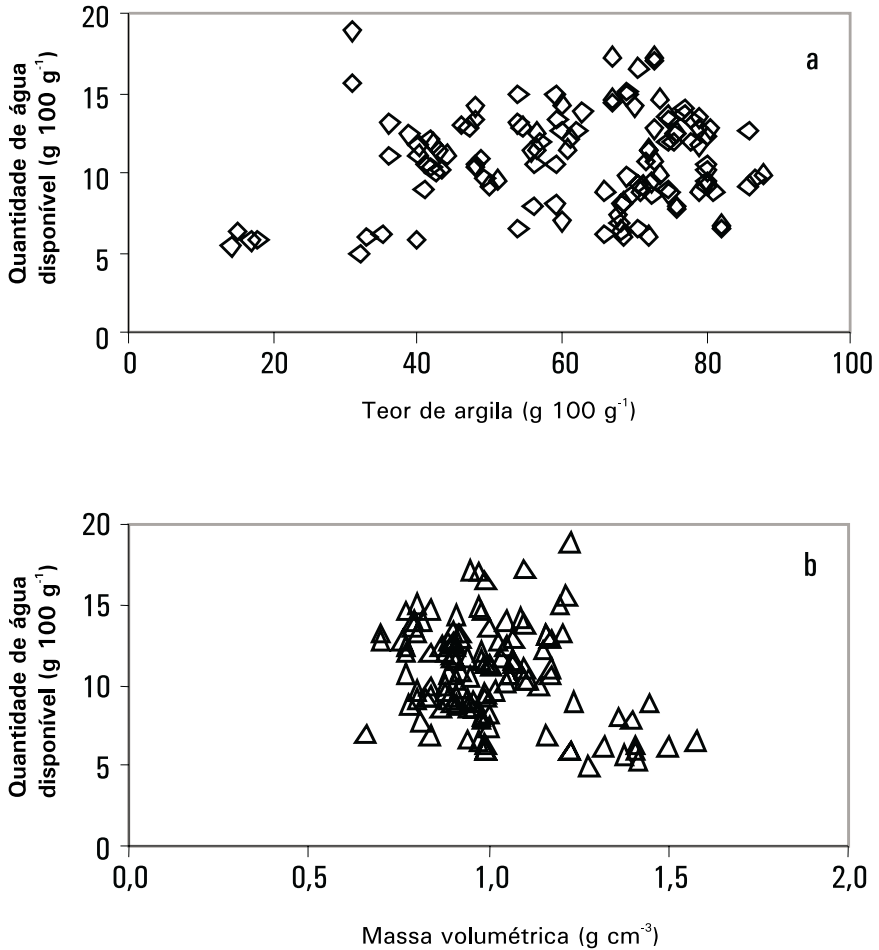 20
15
10
5
0
Quantidade de água
disponível (g 100 g⁻¹)
a
0 20 40 60 80 100
Teor de argila (g 100 g⁻¹)
20
15
10
5
0
Quantidade de água
disponível (g 100 g⁻¹)
b
0,0 0,5 1,0 1,5 2,0
Massa volumétrica (g cm⁻³)